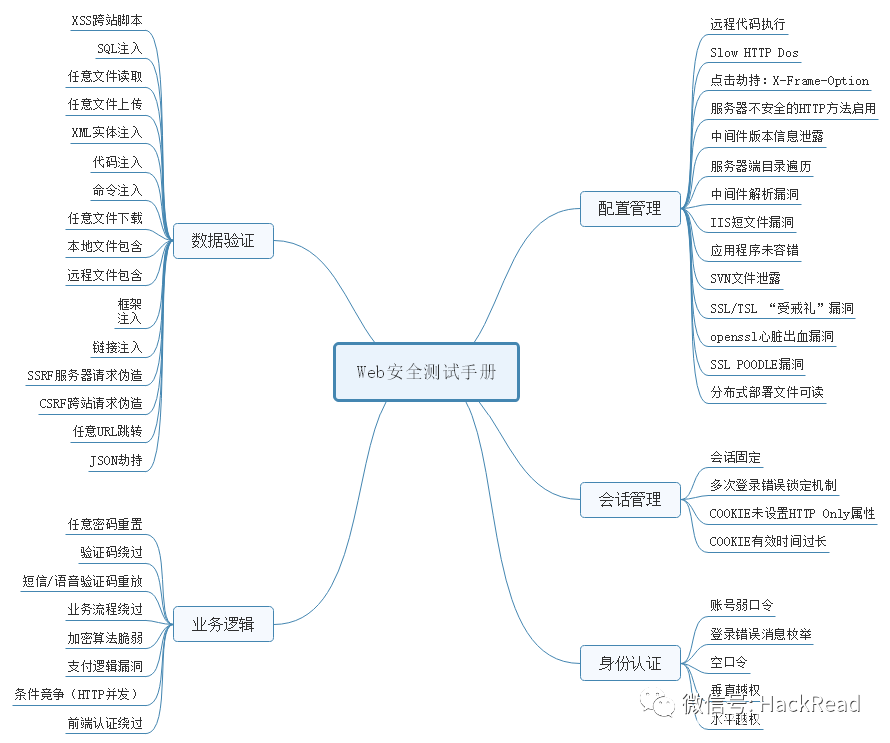 Web安全测试手册
数据验证
XSS跨站脚本
SQL注入
任意文件读取
任意文件上传
XML实体注入
代码注入
命令注入
任意文件下载
本地文件包含
远程文件包含
框架
注入
链接注入
SSRF服务器请求伪造
CSRF跨站请求伪造
任意URL跳转
JSON劫持
业务逻辑
任意密码重置
验证码绕过
短信/语音验证码重放
业务流程绕过
加密算法脆弱
支付逻辑漏洞
条件竞争（HTTP并发）
前端认证绕过
配置管理
远程代码执行
Slow HTTP Dos
点击劫持：X-Frame-Option
服务器不安全的HTTP方法启用
中间件版本信息泄露
服务器端目录遍历
中间件解析漏洞
IIS短文件漏洞
应用程序未容错
SVN文件泄露
SSL/TSL “受戒礼”漏洞
openssl心脏出血漏洞
SSL POODLE漏洞
分布式部署文件可读
会话管理
会话固定
多次登录错误锁定机制
COOKIE未设置HTTP Only属性
COOKIE有效时间过长
身份认证
账号弱口令
登录错误消息枚举
空口令
垂直越权
水平越权
微信号: HackRead